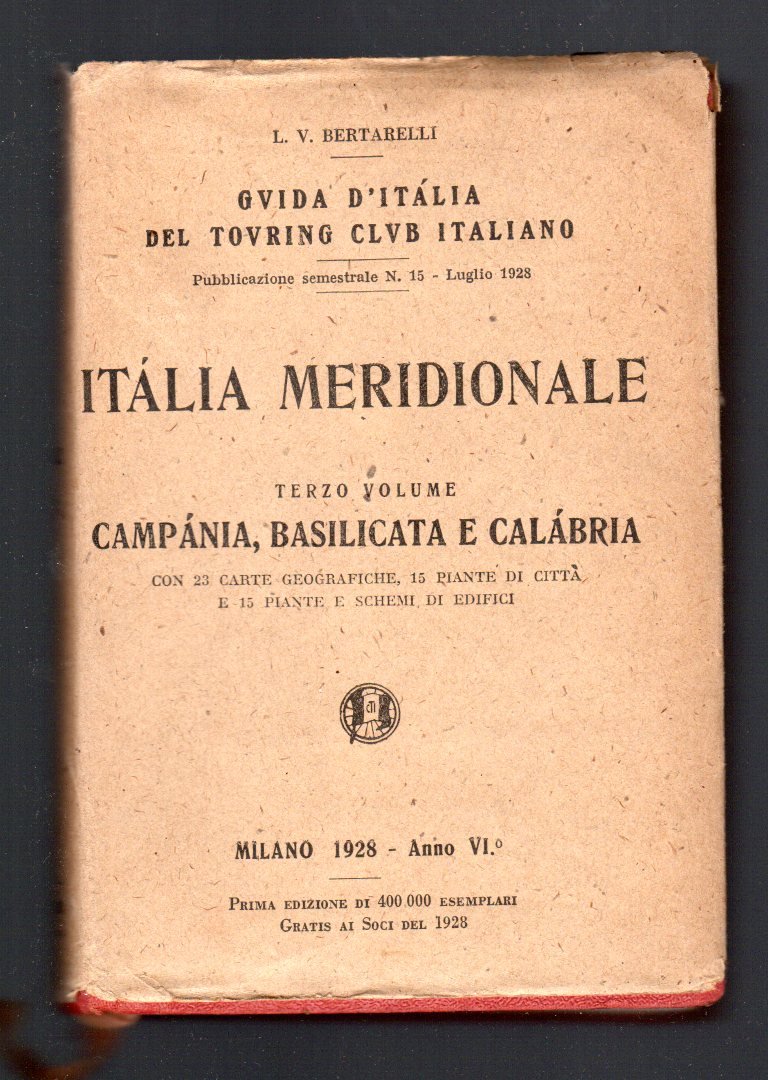 L. V. BERTARELLI
GVIDA D'ITÁLIA
DEL TOVRING CLVB ITALIANO
Pubblicazione semestrale N. 15 - Luglio 1928
ITÁLIA MERIDIONALE
TERZO VOLUME
CAMPÁNIA, BASILICATA E CALÁBRIA
CON 23 CARTE GEOGRAFICHE, 15 PIANTE DI CITTÀ
E 15 PIANTE E SCHEMI DI EDIFICI
CTI
MILANO 1928 - Anno VI.º
PRIMA EDIZIONE DI 400.000 ESEMPLARI
GRATIS AI SOCI DEL 1928